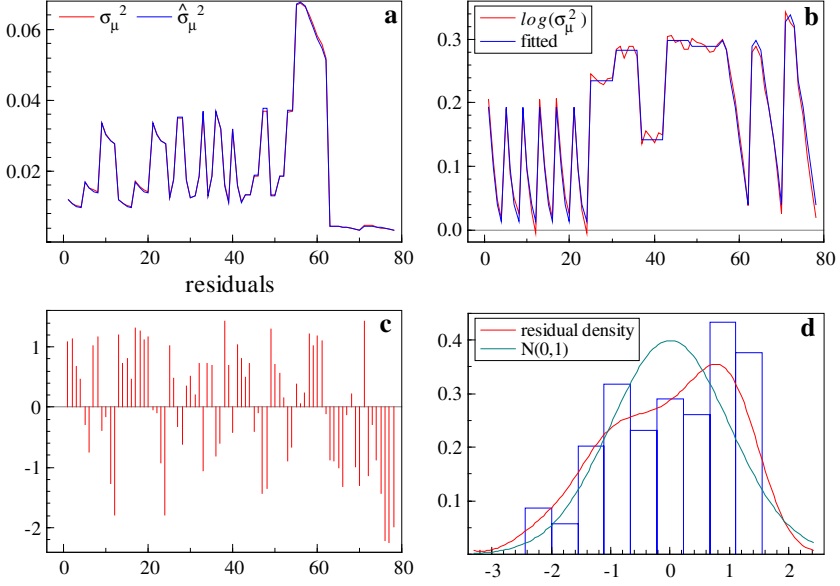 σμ² σ̂μ² a
0.06
0.04
0.02
0 20 40 60 80
log(σμ²) b
fitted
0.3
0.2
0.1
0.0
0 20 40 60 80
residuals c
1
0
-1
-2
0 20 40 60 80
residual density d
N(0,1)
0.4
0.3
0.2
0.1
-3 -2 -1 0 1 2